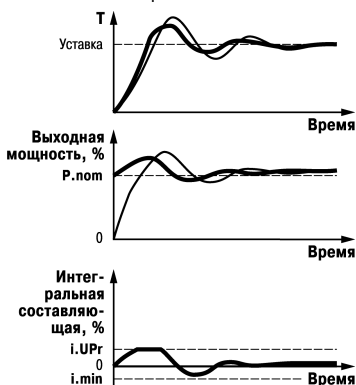 T
Уставка
Время
Выходная
мощность, %
P.nom
0
Время
Интег-
ральная
составляю-
щая, %
i.UPr
0
i.min
Время